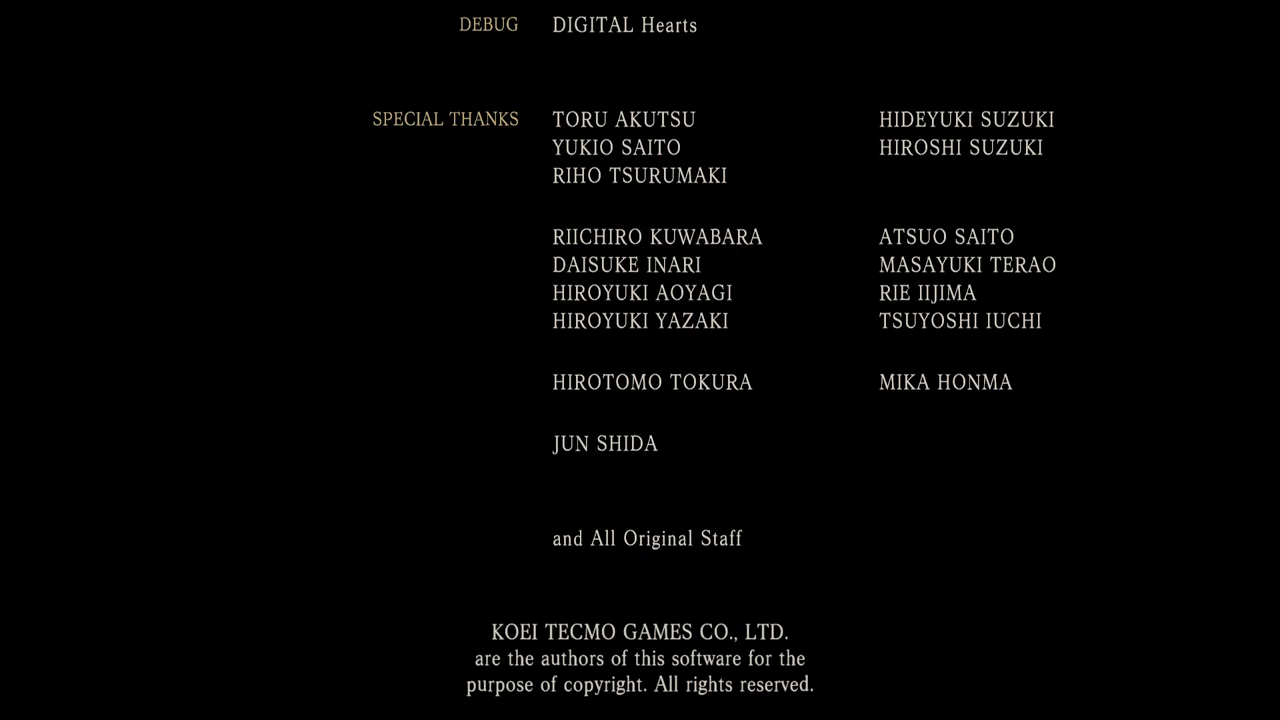 DEBUG DIGITAL Hearts
SPECIAL THANKS TORU AKUTSU HIDEYUKI SUZUKI
YUKIO SAITO HIROSHI SUZUKI
RIHO TSURUMAKI
RIICHIRO KUWABARA ATSUO SAITO
DAISUKE INARI MASAYUKI TERAO
HIROYUKI AOYAGI RIE IIJIMA
HIROYUKI YAZAKI TSUYOSHI IUCHI
HIROTOMO TOKURA MIKA HONMA
JUN SHIDA
and All Original Staff
KOEI TECMO GAMES CO., LTD.
are the authors of this software for the
purpose of copyright. All rights reserved.